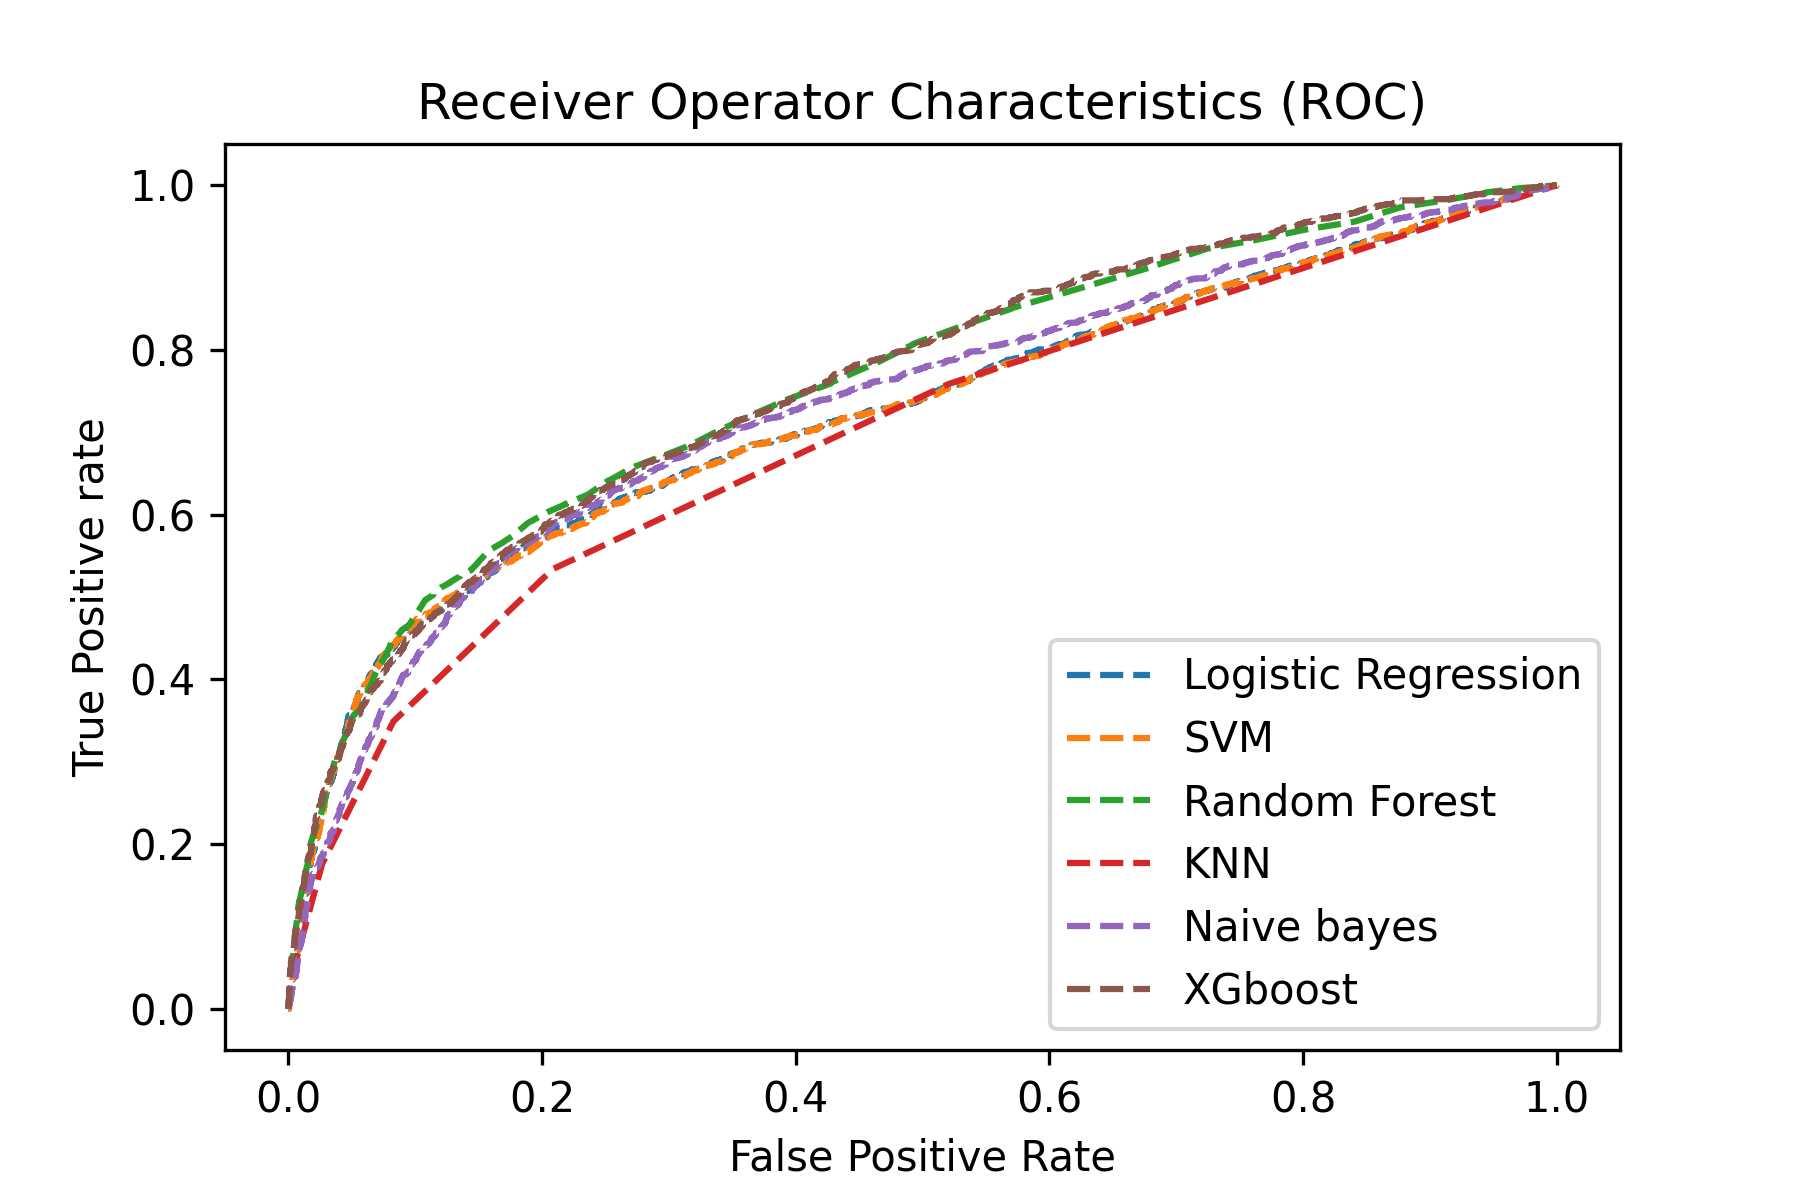 Receiver Operator Characteristics (ROC)
True Positive rate
1.0
0.8
0.6
0.4
0.2
0.0
Logistic Regression
SVM
Random Forest
KNN
Naive bayes
XGboost
0.0 0.2 0.4 0.6 0.8 1.0
False Positive Rate